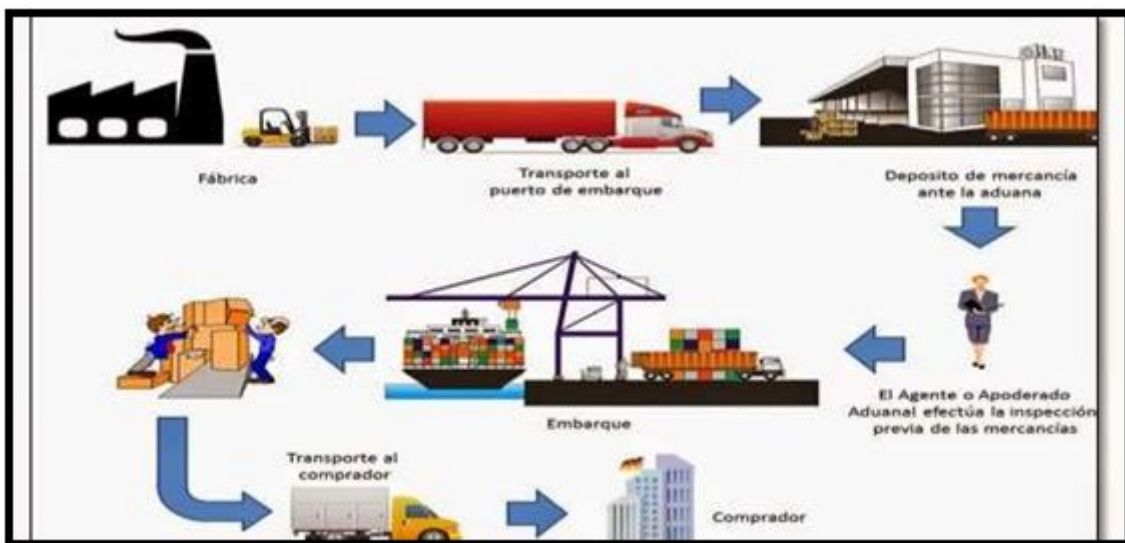 Fábrica
Transporte al
puerto de embarque
Deposito de mercancía
ante la aduana
El Agente o Apoderado
Aduanal efectúa la inspección
previa de las mercancías
Embarque
Transporte al
comprador
Comprador